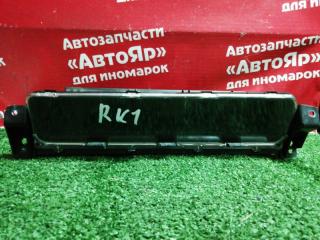 Автозапчасти
«АвтоЯр»
для иномарок
Автозапчасти
«АвтоЯр»
для иномарок
RK1